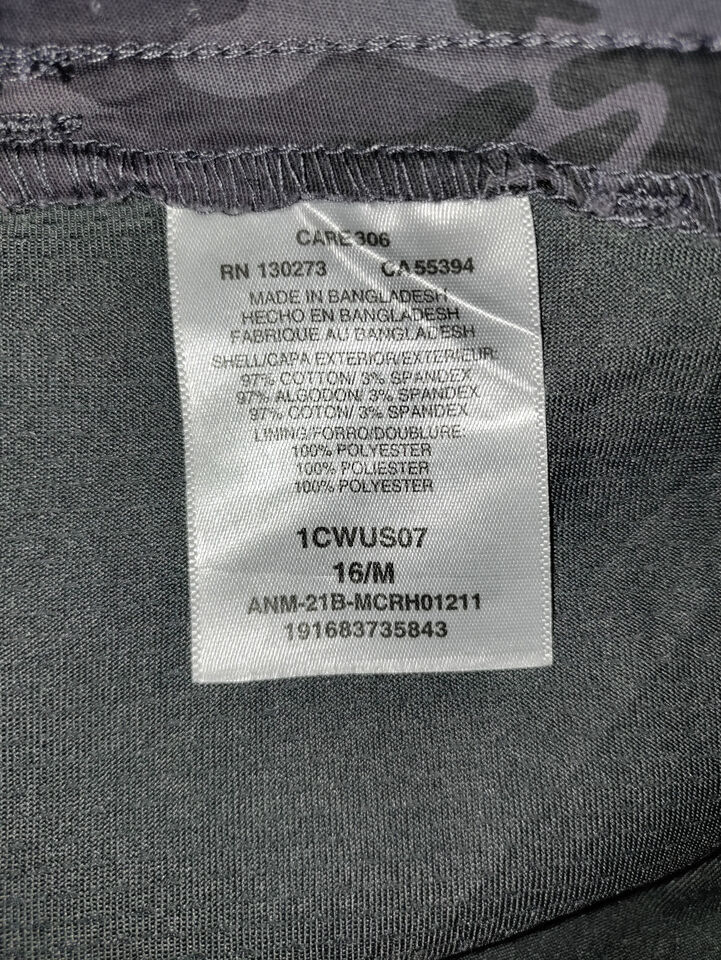 CARE 306
RN 130273 CA 55394
MADE IN BANGLADESH
HECHO EN BANGLADESH
FABRIQUE AU BANGLADESH
SHELL/CAPA EXTERIOR/EXTERIEUR:
97% COTTON/ 3% SPANDEX
97% ALGODON/ 3% SPANDEX
97% COTON/ 3% SPANDEX
LINING/FORRO/DOUBLURE:
100% POLYESTER
100% POLIESTER
100% POLYESTER
1CWUS07
16/M
ANM-21B-MCRH01211
191683735843